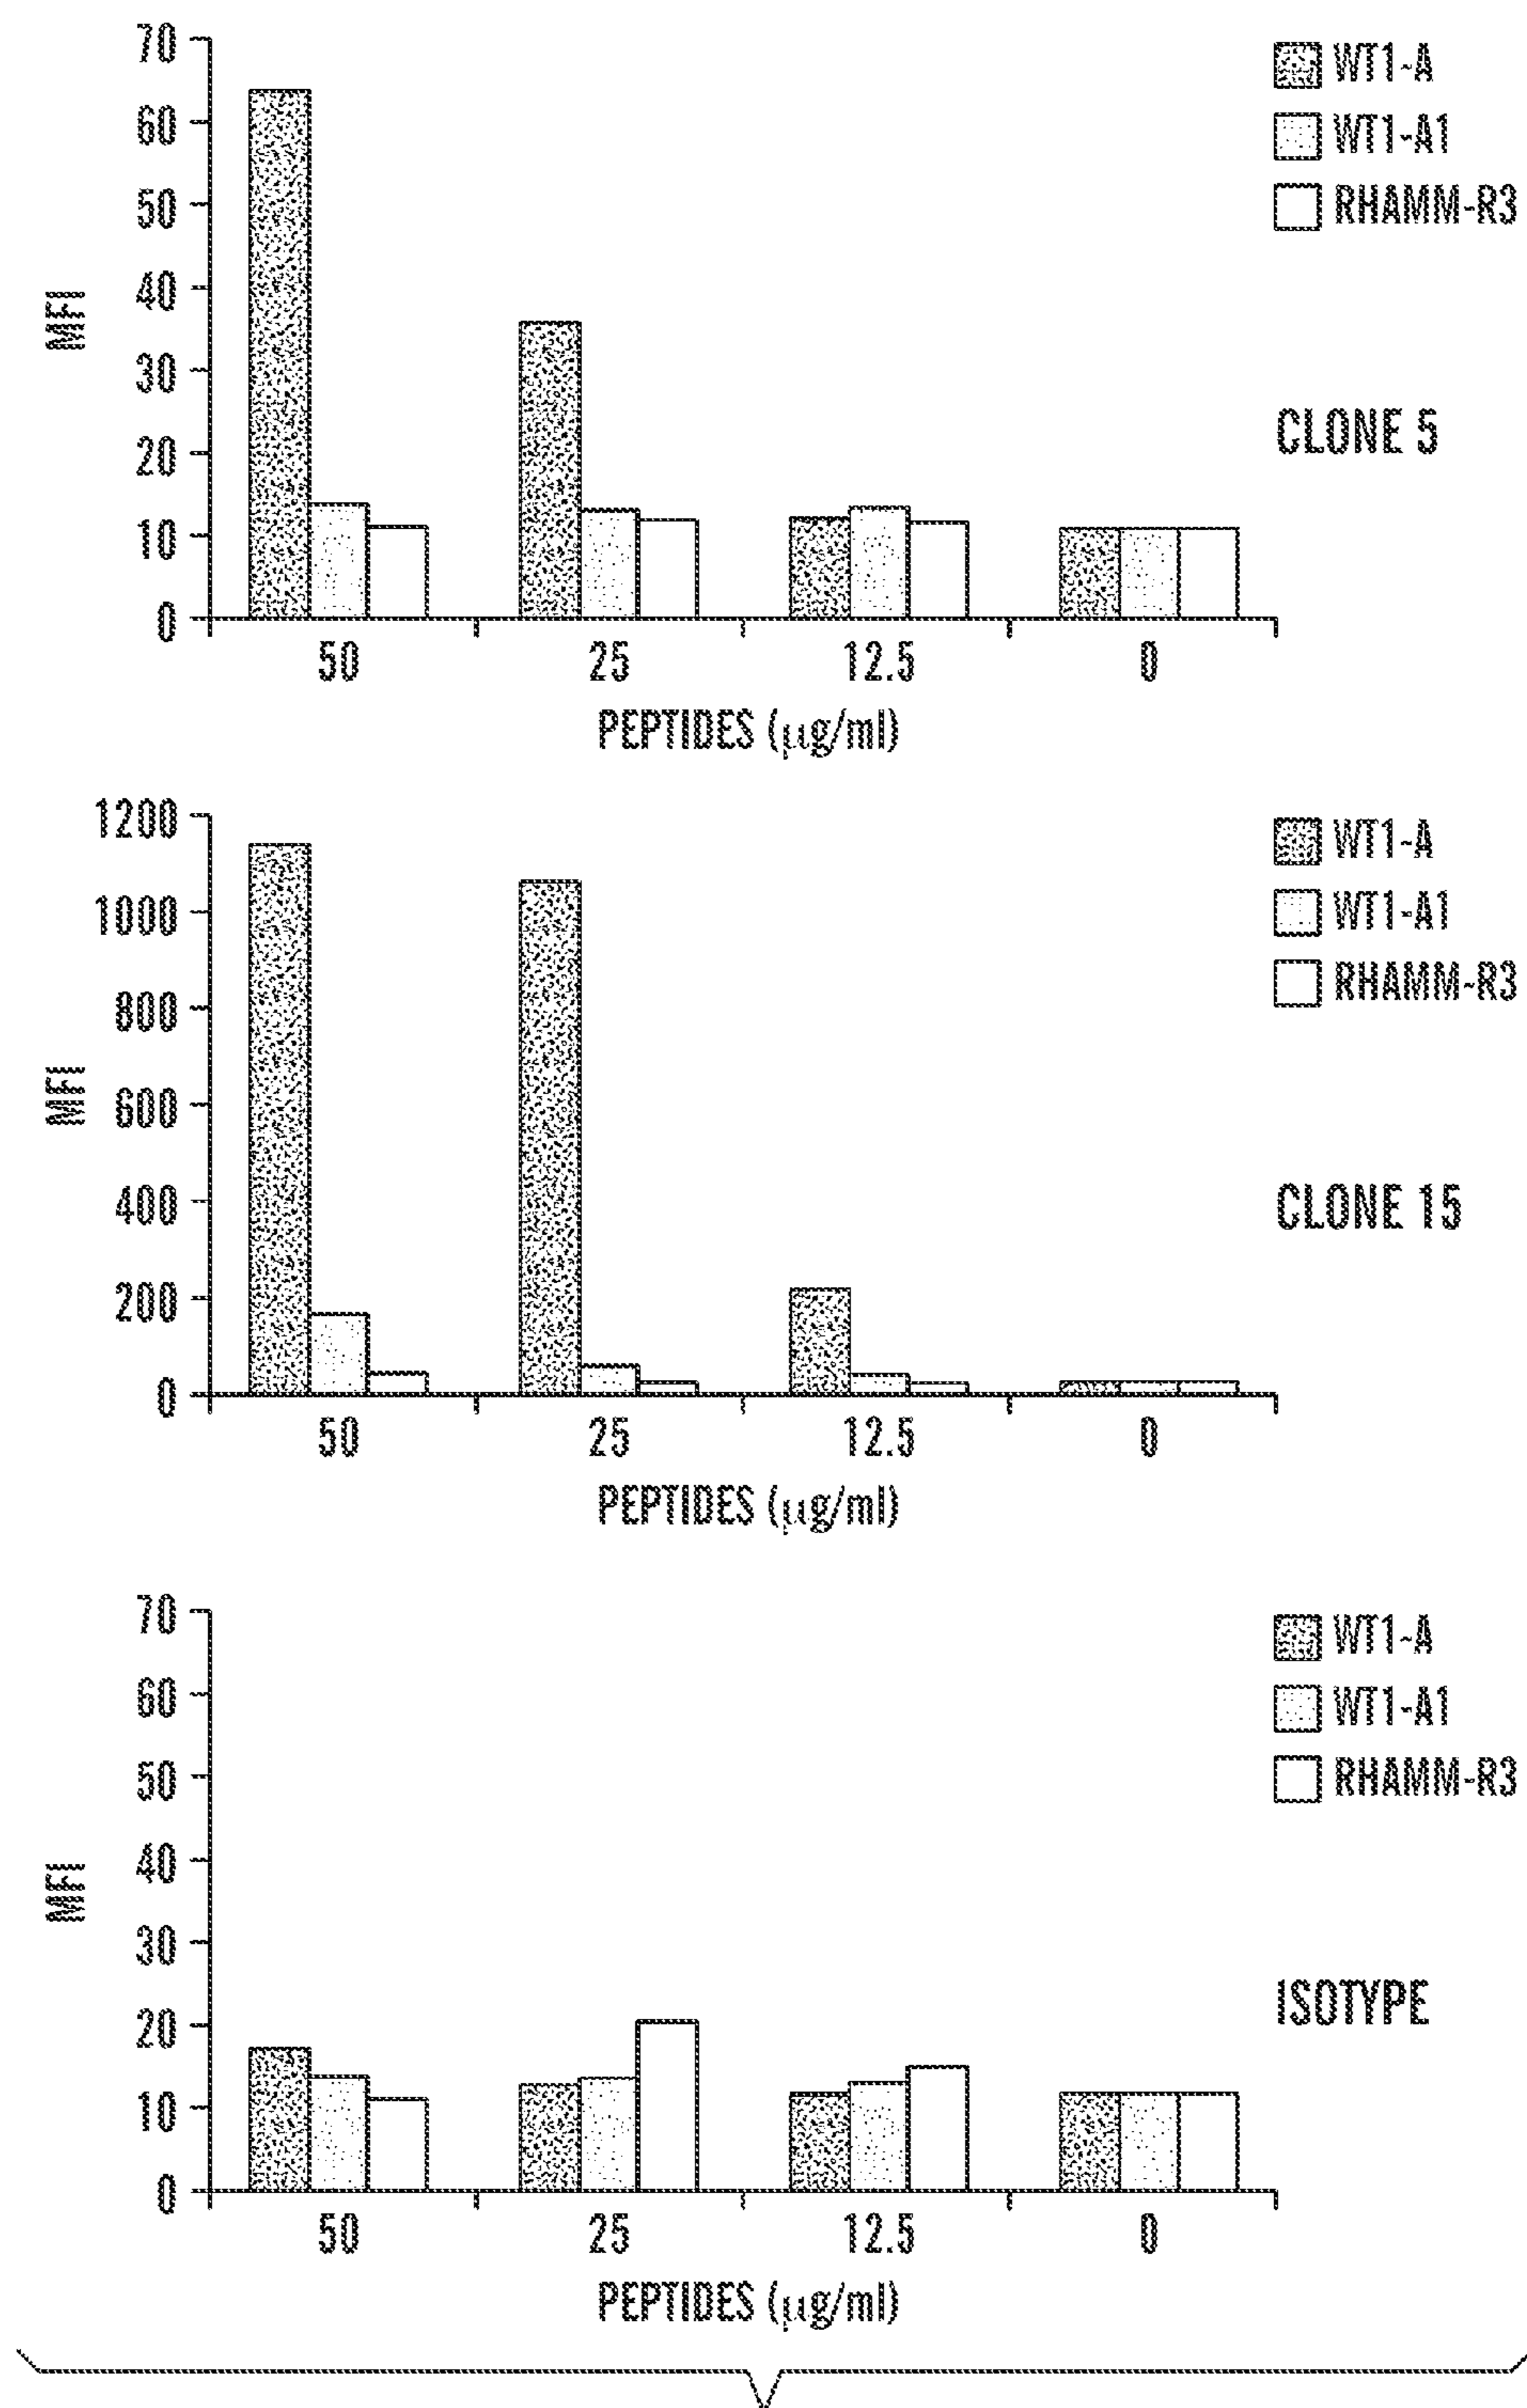 70
60
50
40
30
20
10
0
MFI
50 25 12.5 0
PEPTIDES (µg/ml)
WT1-A
WT1-A1
RHAMM-R3
CLONE 5
1200
1000
800
600
400
200
0
MFI
50 25 12.5 0
PEPTIDES (µg/ml)
WT1-A
WT1-A1
RHAMM-R3
CLONE 15
70
60
50
40
30
20
10
0
MFI
50 25 12.5 0
PEPTIDES (µg/ml)
WT1-A
WT1-A1
RHAMM-R3
ISOTYPE